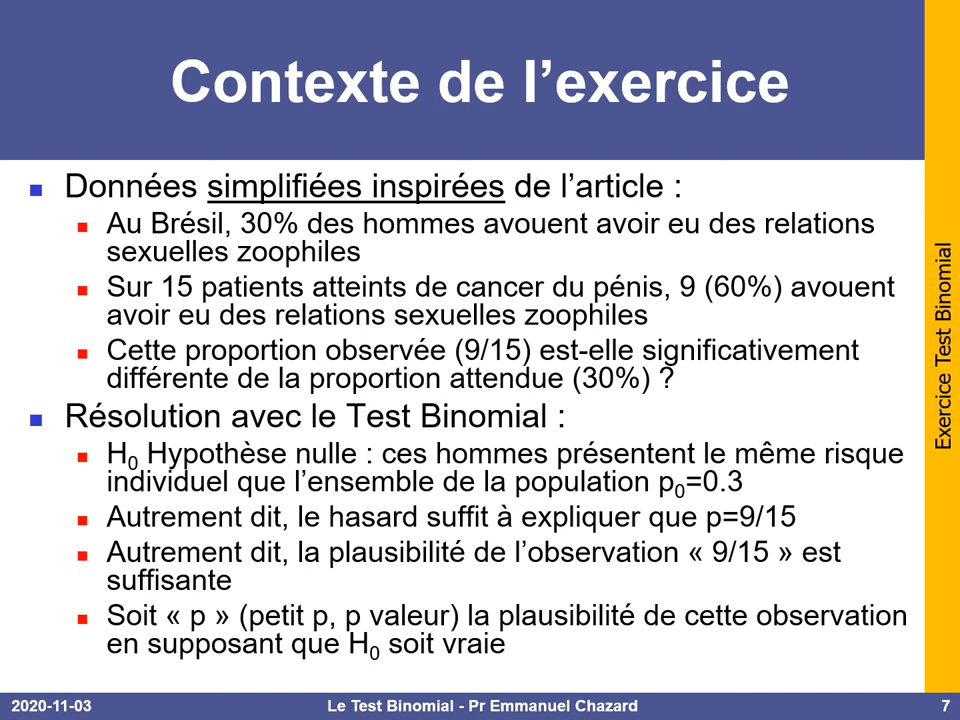 Contexte de l’exercice
Données simplifiées inspirées de l’article :
Au Brésil, 30% des hommes avouent avoir eu des relations
sexuelles zoophiles
Sur 15 patients atteints de cancer du pénis, 9 (60%) avouent
avoir eu des relations sexuelles zoophiles
Cette proportion observée (9/15) est-elle significativement
différente de la proportion attendue (30%) ?
Résolution avec le Test Binomial :
H0 Hypothèse nulle : ces hommes présentent le même risque
individuel que l’ensemble de la population p0=0.3
Autrement dit, le hasard suffit à expliquer que p=9/15
Autrement dit, la plausibilité de l’observation « 9/15 » est
suffisante
Soit « p » (petit p, p valeur) la plausibilité de cette observation
en supposant que H0 soit vraie
Exercice Test Binomial
2020-11-03
Le Test Binomial - Pr Emmanuel Chazard
7